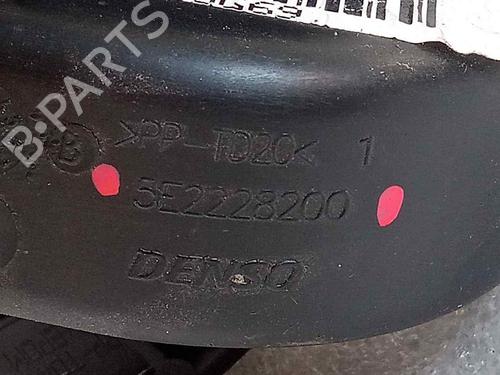 B-PARTS
>PP-TD20< 1
B
5E2228200
DENSO